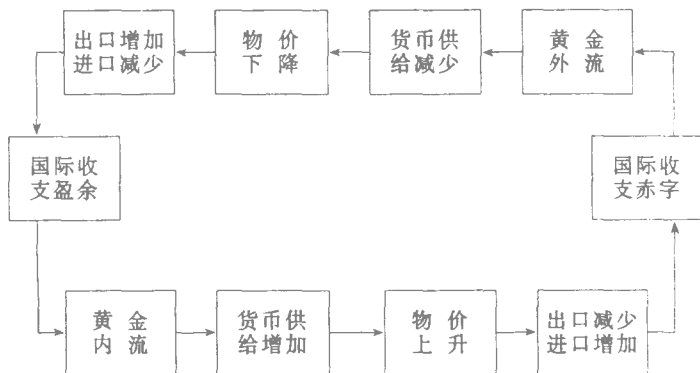 出口增加
进口减少
物价
下降
货币供
给减少
黄金
外流
国际收
支盈余
国际收
支赤字
黄金
内流
货币供
给增加
物价
上升
出口减少
进口增加